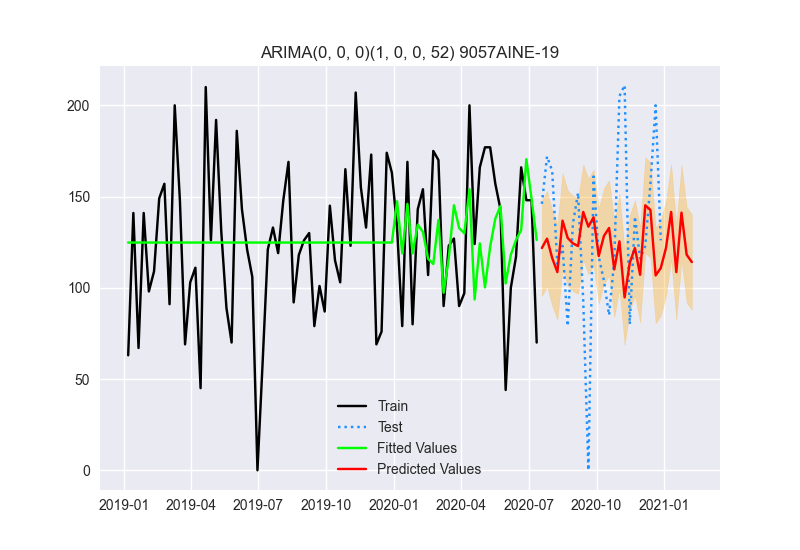 ARIMA(0, 0, 0)(1, 0, 0, 52) 9057AINE-19
200
150
100
50
0
Train
Test
Fitted Values
Predicted Values
2019-01 2019-04 2019-07 2019-10 2020-01 2020-04 2020-07 2020-10 2021-01